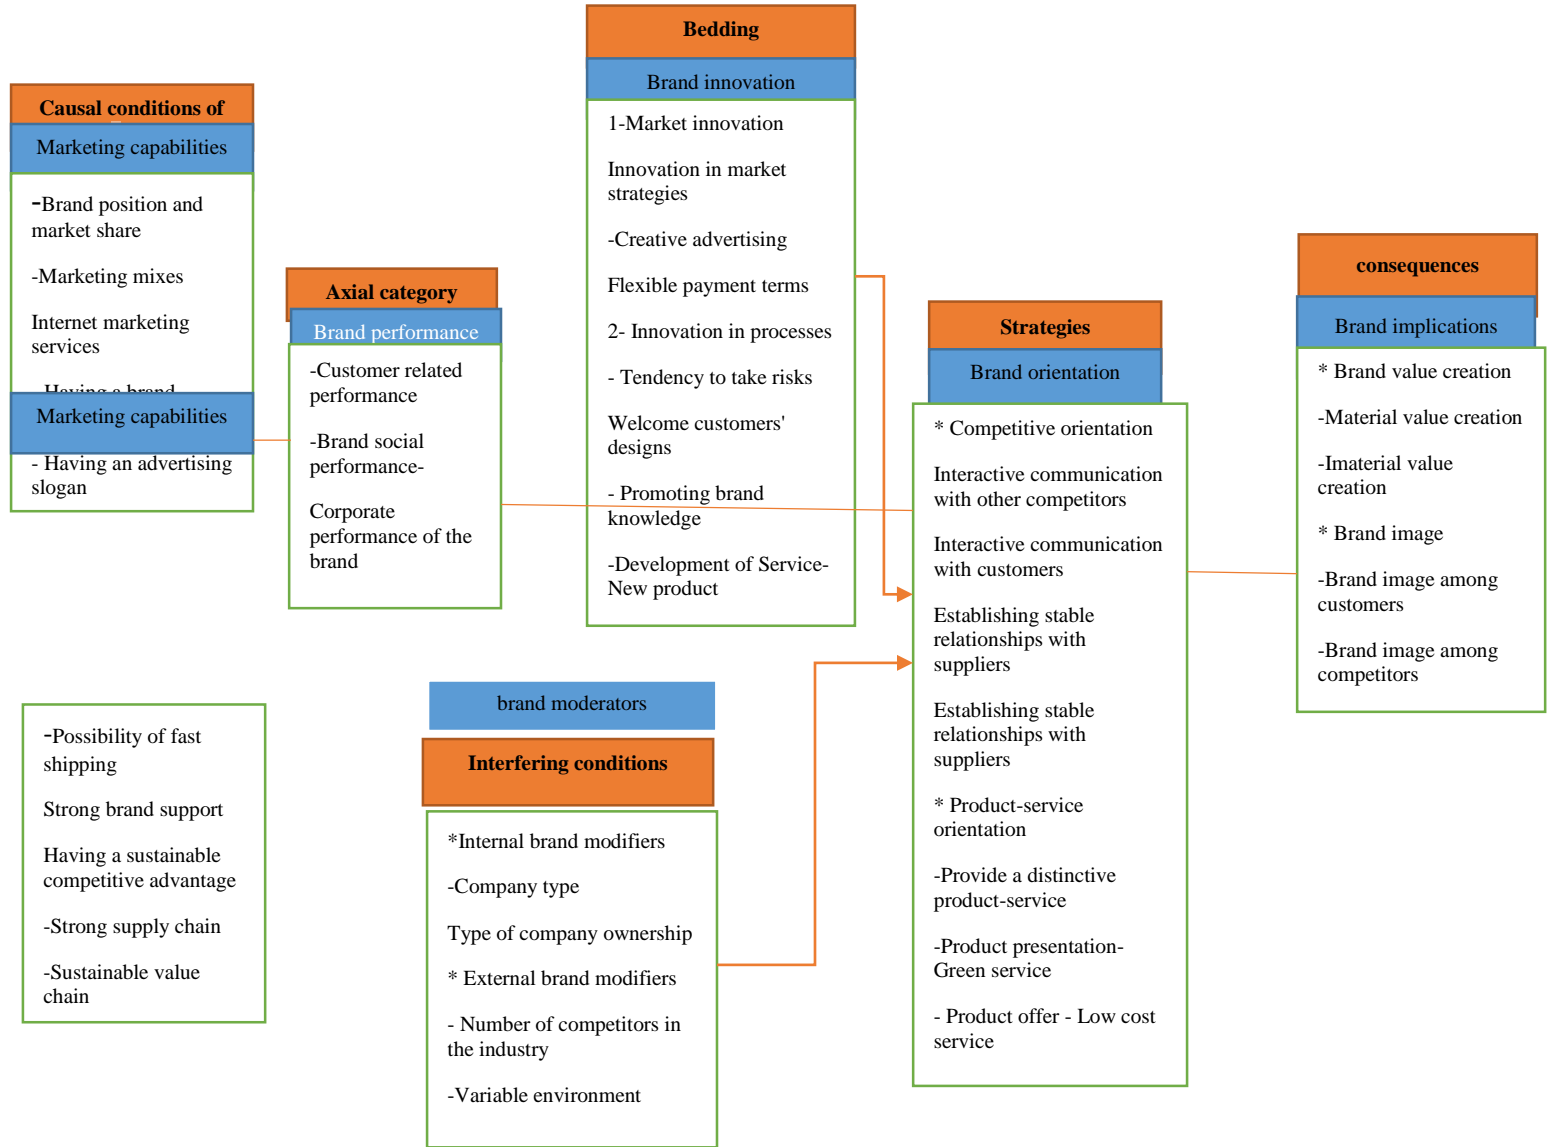 Causal conditions of
Marketing capabilities
-Brand position and
market share
-Marketing mixes
Internet marketing
services
- Having a brand
Marketing capabilities
- Having an advertising
slogan
-Possibility of fast
shipping
Strong brand support
Having a sustainable
competitive advantage
-Strong supply chain
-Sustainable value
chain
Axial category
Brand performance
-Customer related
performance
-Brand social
performance-
Corporate
performance of the
brand
Bedding
Brand innovation
1-Market innovation
Innovation in market
strategies
-Creative advertising
Flexible payment terms
2- Innovation in processes
- Tendency to take risks
Welcome customers'
designs
- Promoting brand
knowledge
-Development of Service-
New product
brand moderators
Interfering conditions
*Internal brand modifiers
-Company type
Type of company ownership
* External brand modifiers
- Number of competitors in
the industry
-Variable environment
Strategies
Brand orientation
* Competitive orientation
Interactive communication
with other competitors
Interactive communication
with customers
Establishing stable
relationships with
suppliers
Establishing stable
relationships with
suppliers
* Product-service
orientation
-Provide a distinctive
product-service
-Product presentation-
Green service
- Product offer - Low cost
service
consequences
Brand implications
* Brand value creation
-Material value creation
-Imaterial value
creation
* Brand image
-Brand image among
customers
-Brand image among
competitors